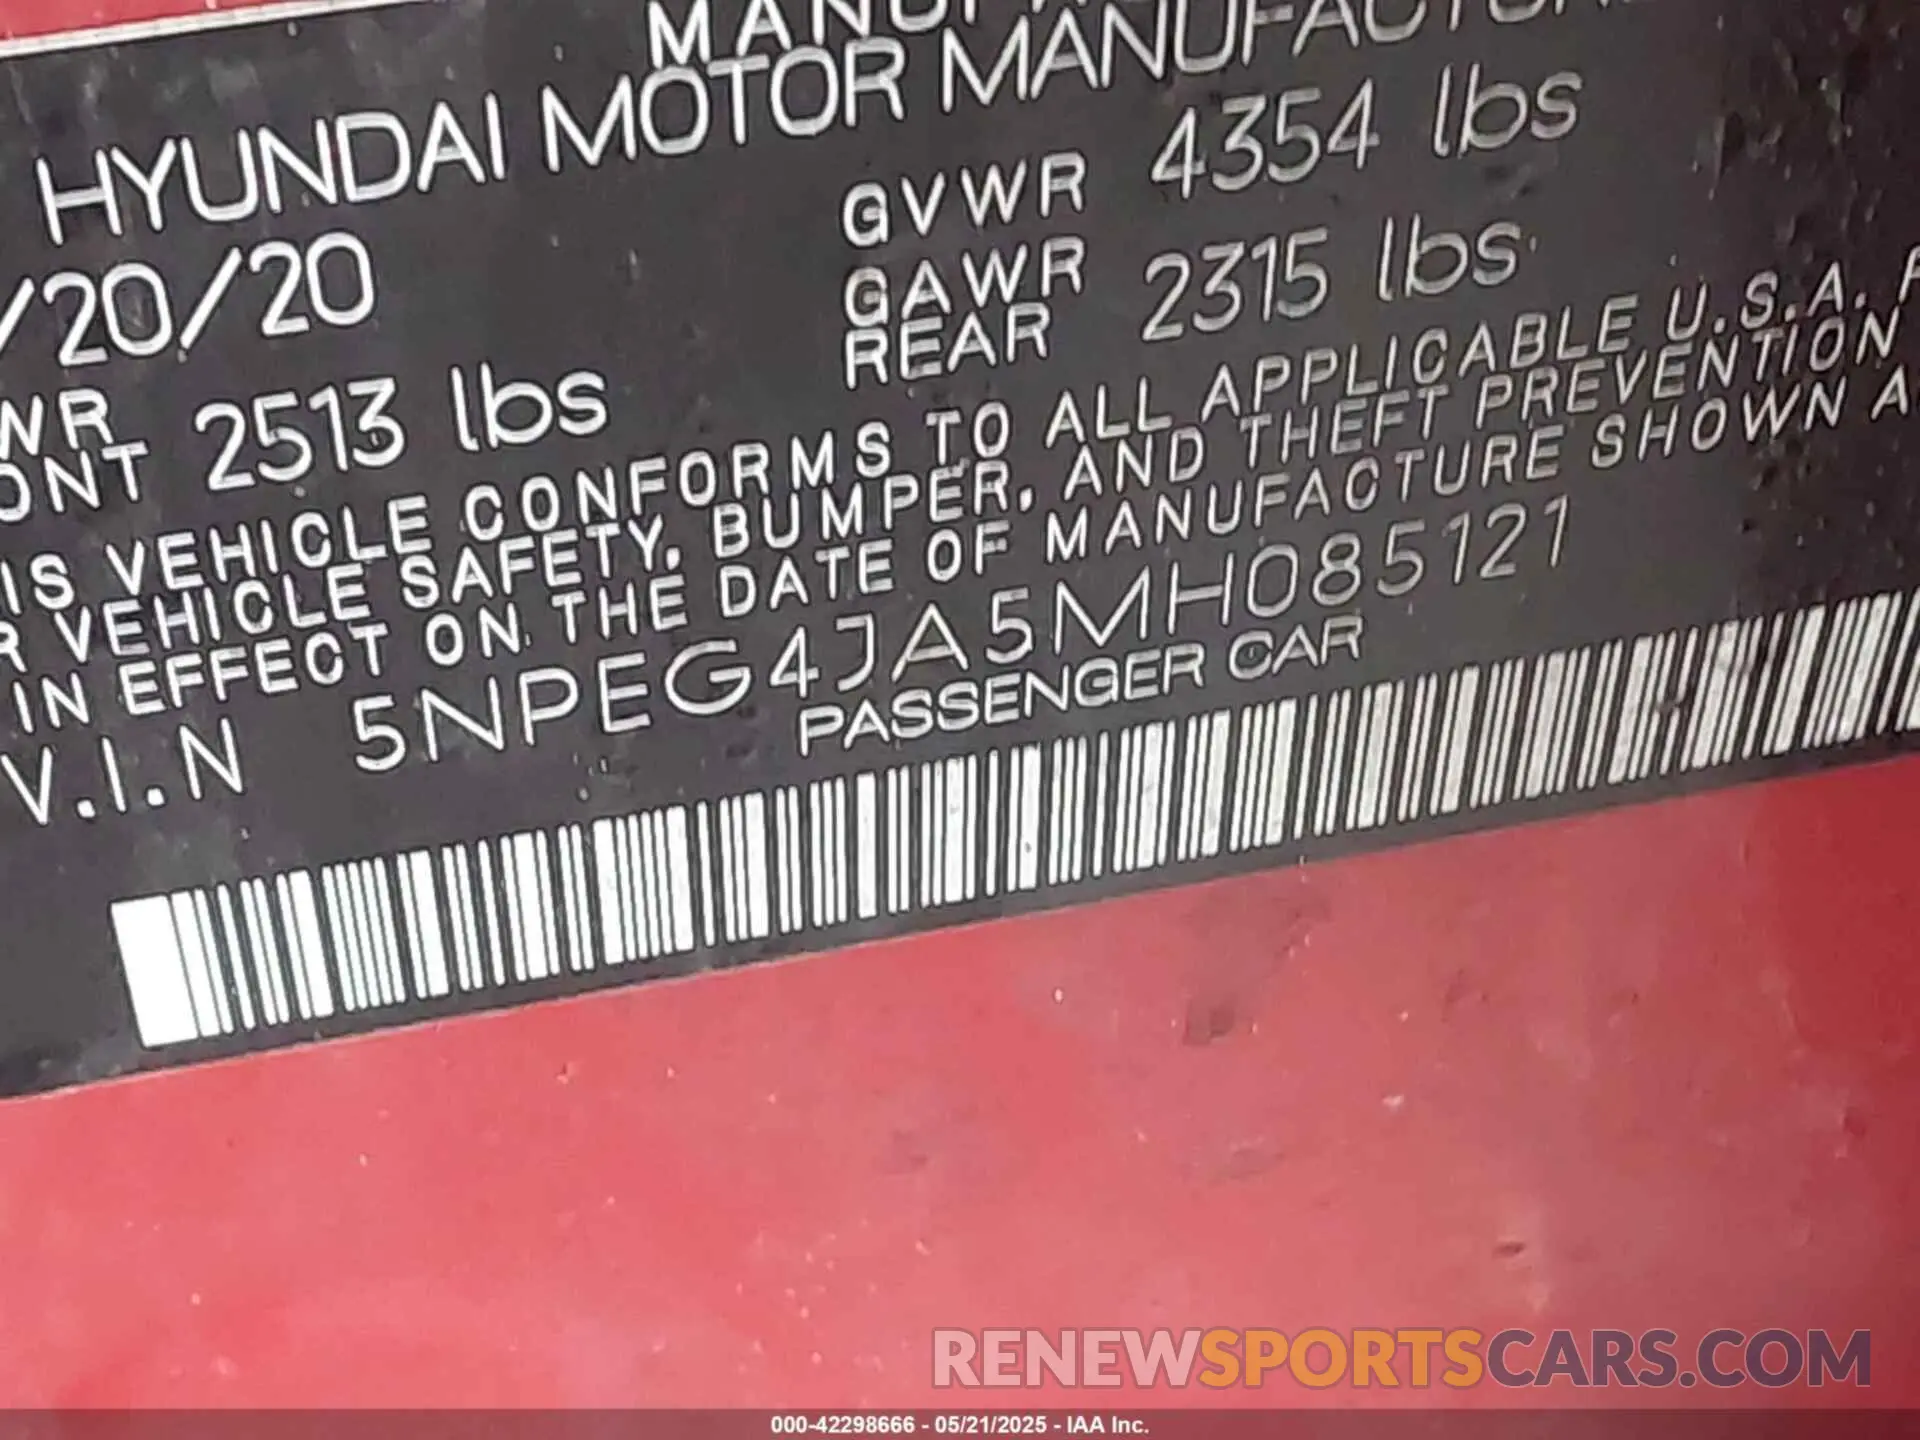 HYUNDAI MOTOR
/20/20
GVWR 4354 lbs
GAWR
REAR 2315 lbs
2513 lbs
VEHICLE CONFORMS TO ALL APPLICABLE U.S.A.
VEHICLE SAFETY, BUMPER, AND THEFT PREVENTION
IN EFFECT ON THE DATE OF MANUFACTURE SHOWN
V.I.N 5NPEG4JA5MH085121
PASSENGER CAR
RENEWSPORTSCARS.COM
000-42298666 - 05/21/2025 - IAA Inc.